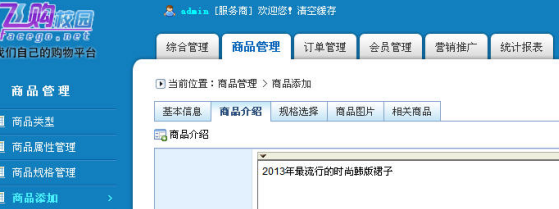 飞购校园
facego.net
我们自己的购物平台
admin [服务商] 欢迎您! 清空缓存
综合管理 商品管理 订单管理 会员管理 营销推广 统计报表
商品管理
商品类型
商品属性管理
商品规格管理
商品添加
当前位置：商品管理 > 商品添加
基本信息 商品介绍 规格选择 商品图片 相关商品
商品介绍
2013年最流行的时尚韩版裙子